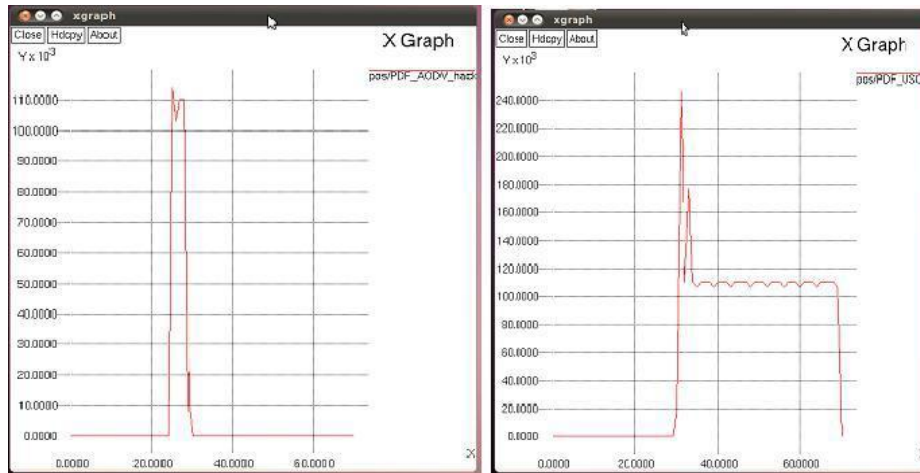 xgraph
Close Hdcpy About
X Graph
Y x 10³
pos/PDF_AODV_hack
110.0000
100.0000
90.0000
80.0000
70.0000
60.0000
50.0000
40.0000
30.0000
20.0000
10.0000
0.0000
X
0.0000 20.0000 40.0000 60.0000
xgraph
Close Hdcpy About
X Graph
Y x 10³
pos/PDF_USO
240.0000
220.0000
200.0000
180.0000
160.0000
140.0000
120.0000
100.0000
80.0000
60.0000
40.0000
20.0000
0.0000
X
0.0000 20.0000 40.0000 60.0000